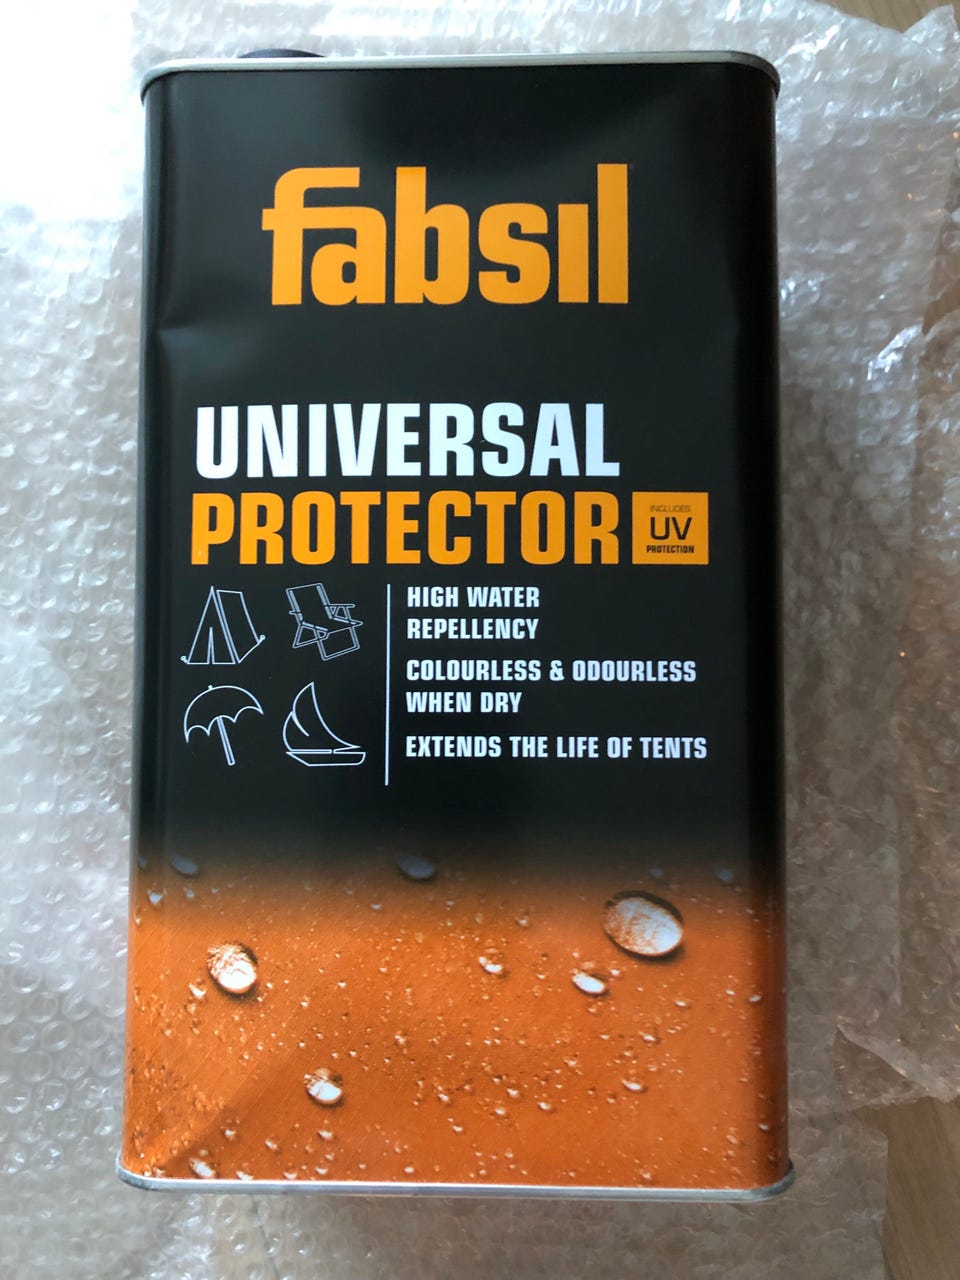 fabsil
UNIVERSAL
PROTECTOR
INCLUDES
UV
PROTECTION
HIGH WATER
REPELLENCY
COLOURLESS & ODOURLESS
WHEN DRY
EXTENDS THE LIFE OF TENTS